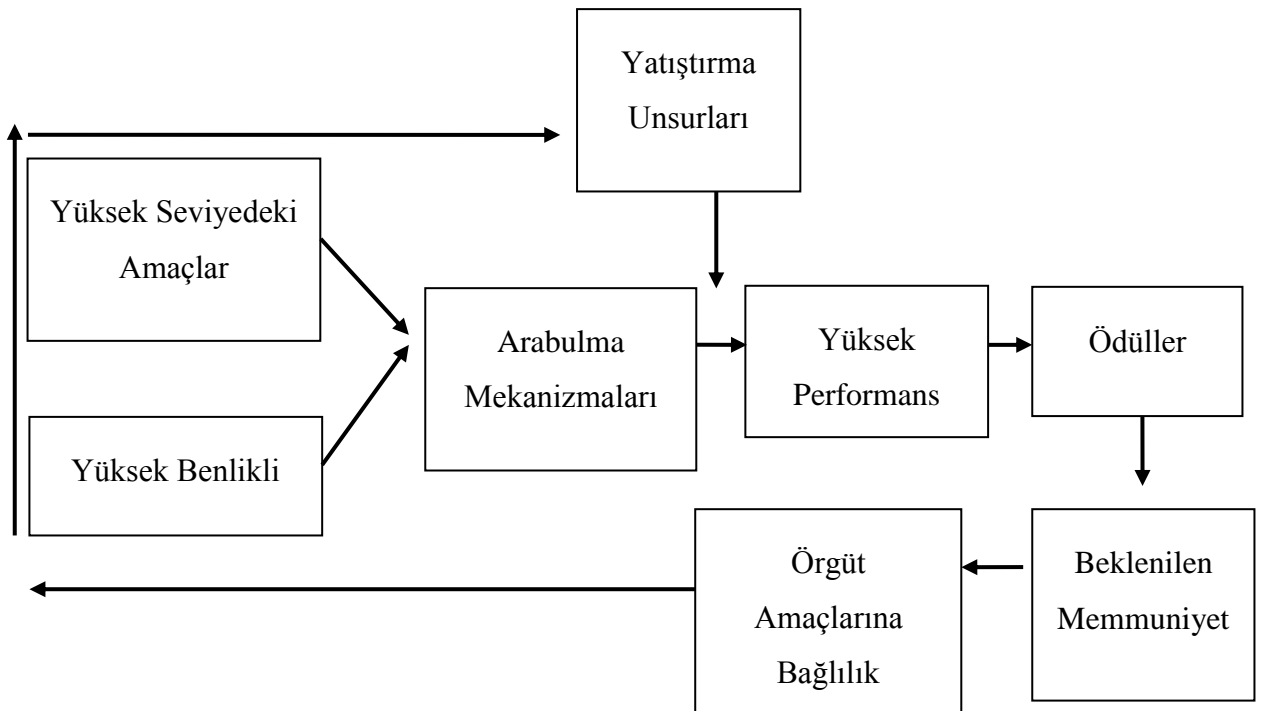 Yatıştırma
Unsurları
Yüksek Seviyedeki
Amaçlar
Yüksek Benlikli
Arabulma
Mekanizmaları
Yüksek
Performans
Ödüller
Beklenilen
Memmuniyet
Örgüt
Amaçlarına
Bağlılık